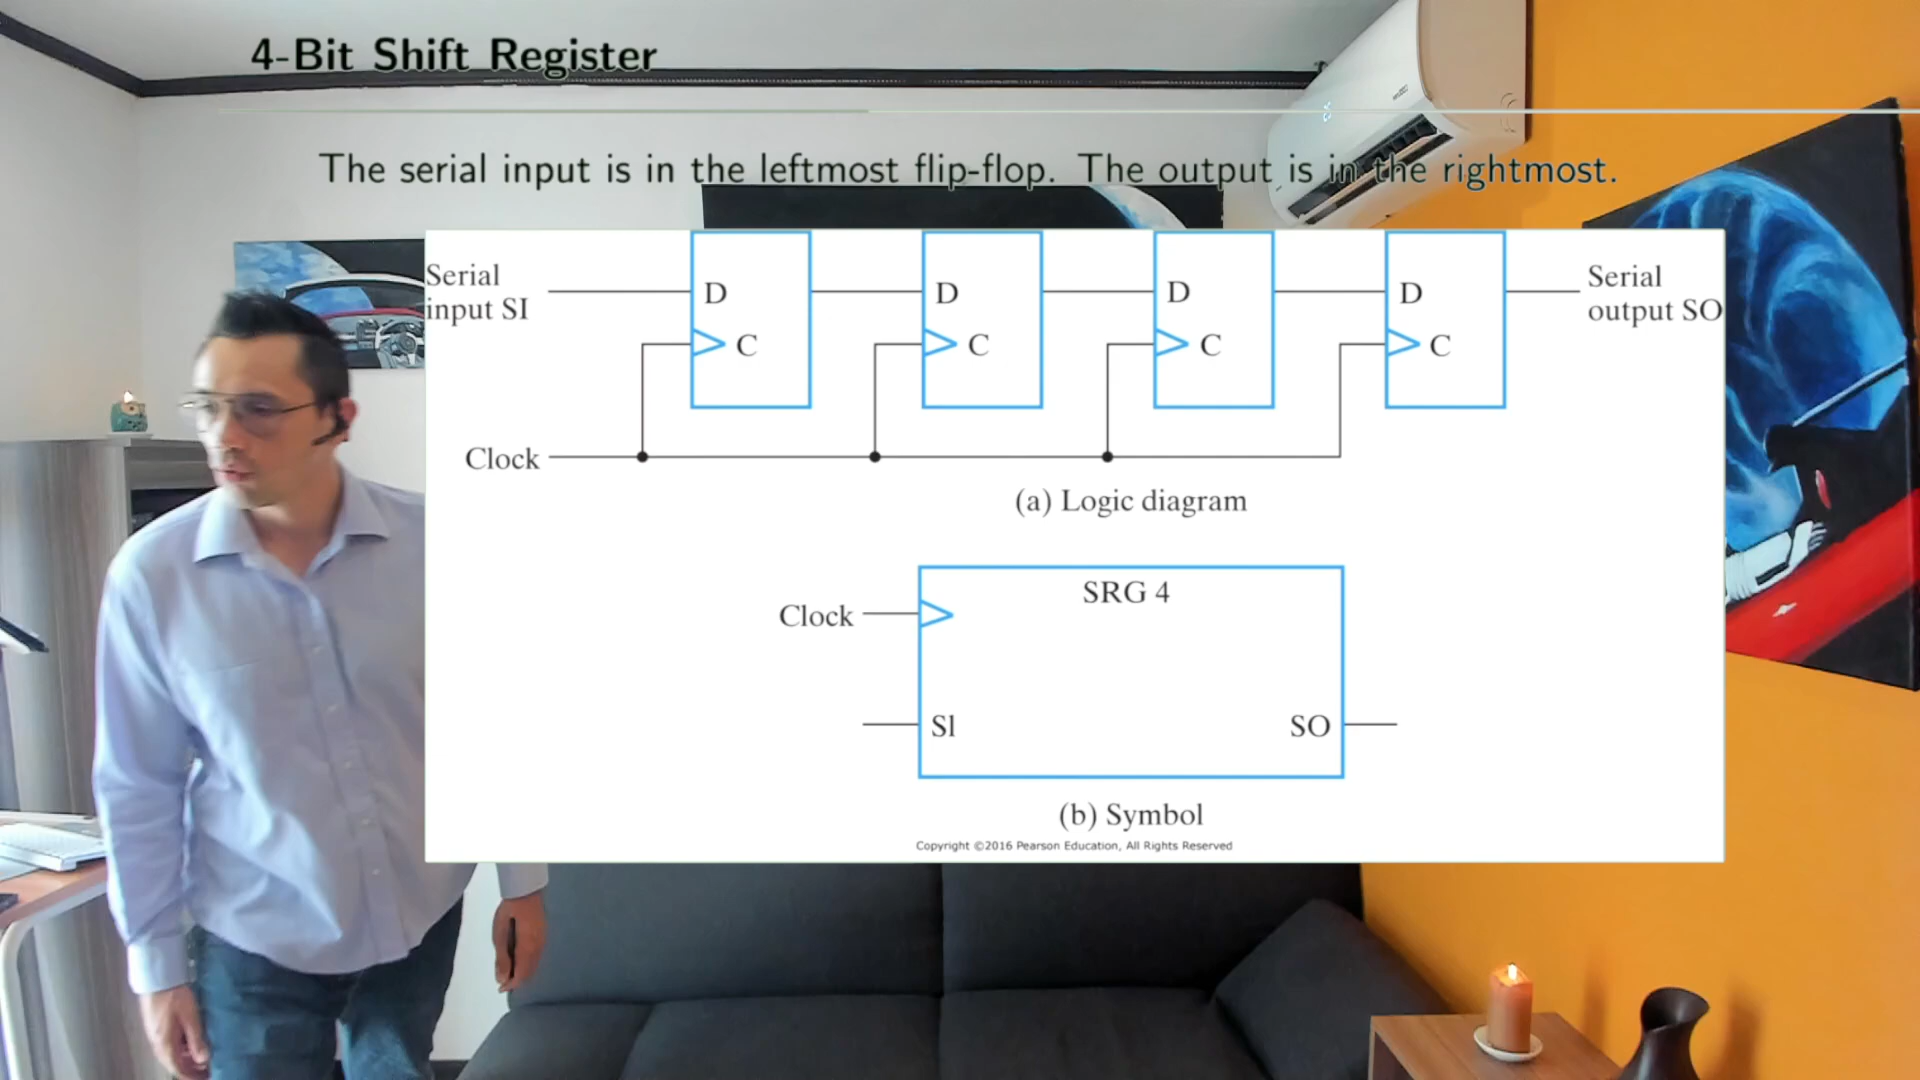 4-Bit Shift Register
The serial input is in the leftmost flip-flop. The output is in the rightmost.
Serial
input SI
D
D
D
D
Serial
output SO
C
C
C
C
Clock
(a) Logic diagram
SRG 4
Clock
SI
SO
(b) Symbol
Copyright ©2016 Pearson Education, All Rights Reserved